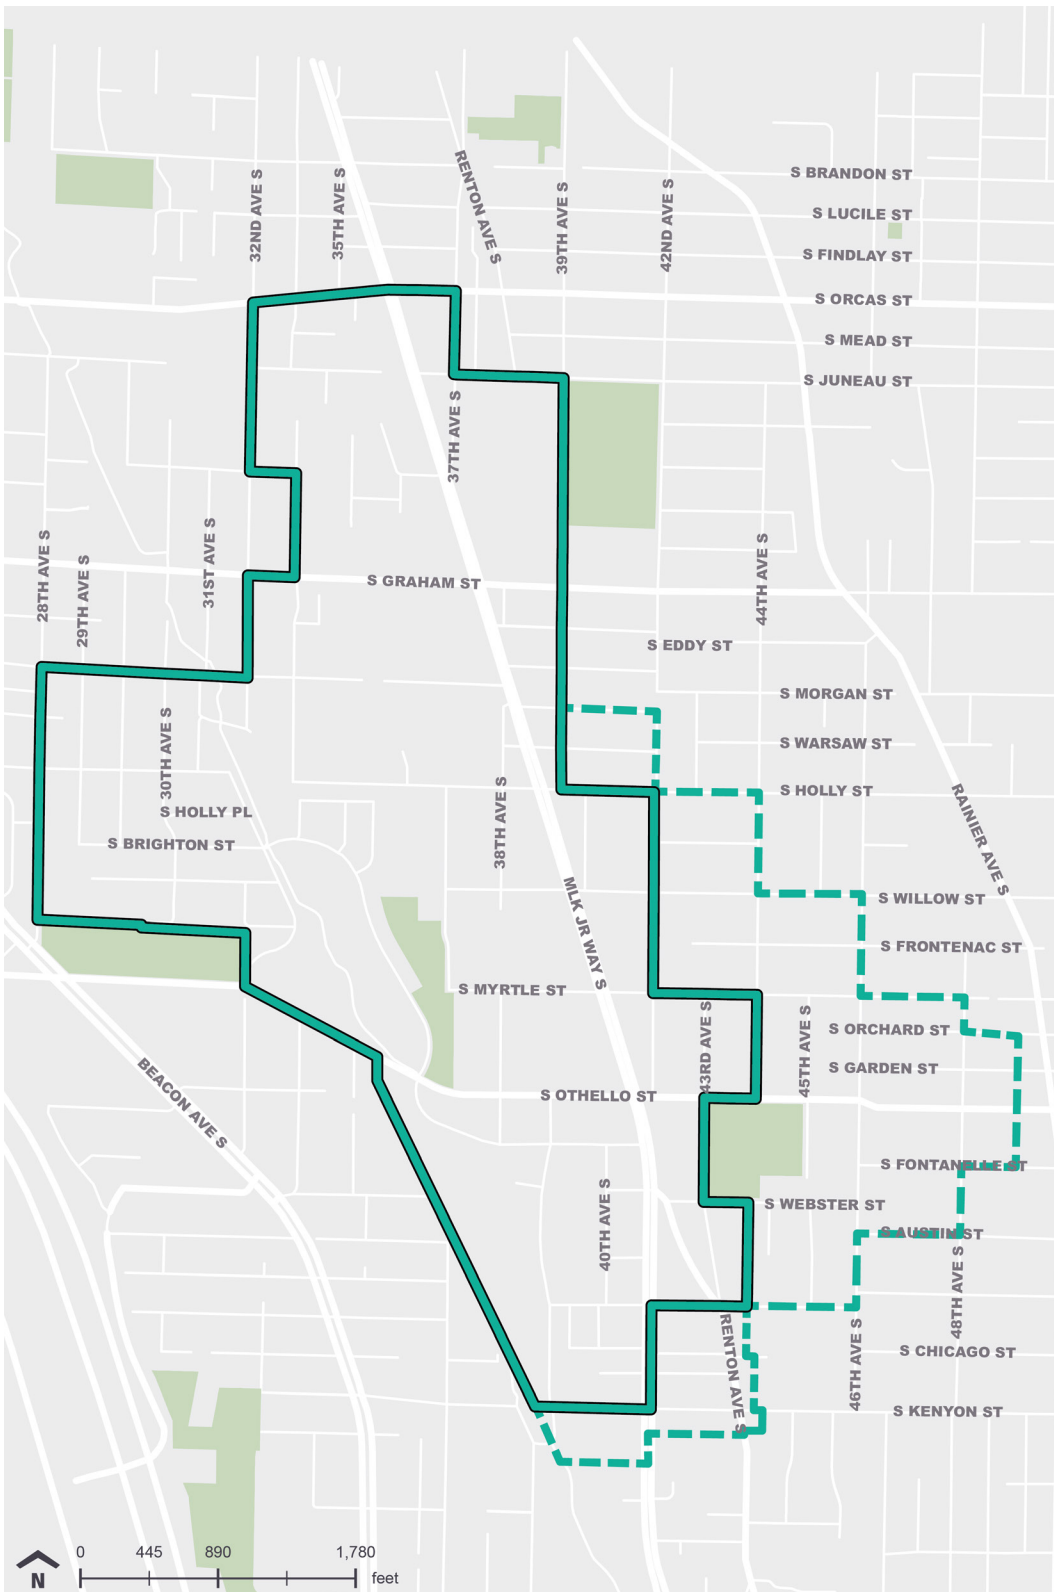 S BRANDON ST
32ND AVE S
35TH AVE S
RENTON AVE S
39TH AVE S
42ND AVE S
S LUCILE ST
S FINDLAY ST
S ORCAS ST
S MEAD ST
S JUNEAU ST
37TH AVE S
28TH AVE S
29TH AVE S
31ST AVE S
S GRAHAM ST
44TH AVE S
S EDDY ST
S MORGAN ST
30TH AVE S
S WARSAW ST
S HOLLY ST
S HOLLY PL
38TH AVE S
RAINIER AVE S
S BRIGHTON ST
S WILLOW ST
MLK JR WAY S
S FRONTENAC ST
S MYRTLE ST
43RD AVE S
45TH AVE S
S ORCHARD ST
S GARDEN ST
BEACON AVE S
S OTHELLO ST
S FONTANELLE ST
40TH AVE S
S WEBSTER ST
S AUSTIN ST
48TH AVE S
RENTON AVE S
46TH AVE S
S CHICAGO ST
S KENYON ST
N
0 445 890 1,780
feet